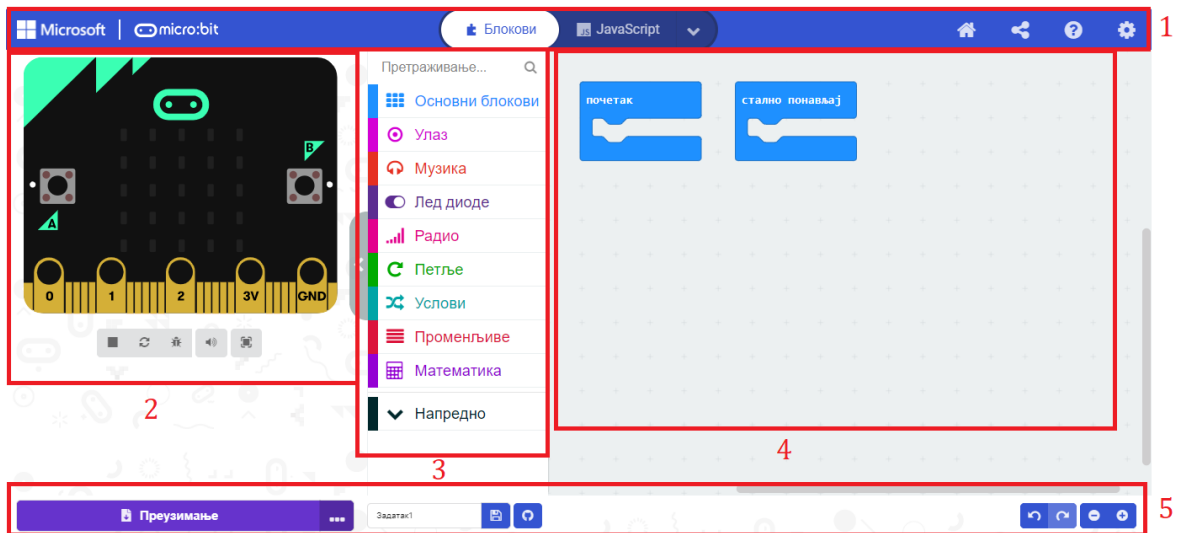 Microsoft micro:bit Блокови JavaScript 1
B
A
0 1 2 3V GND
2
Претраживање...
Основни блокови
Улаз
Музика
Лед диоде
Радио
Петље
Услови
Променљиве
Математика
Напредно
3
почетак стално понављај
4
Преузимање ... Задатак1 5